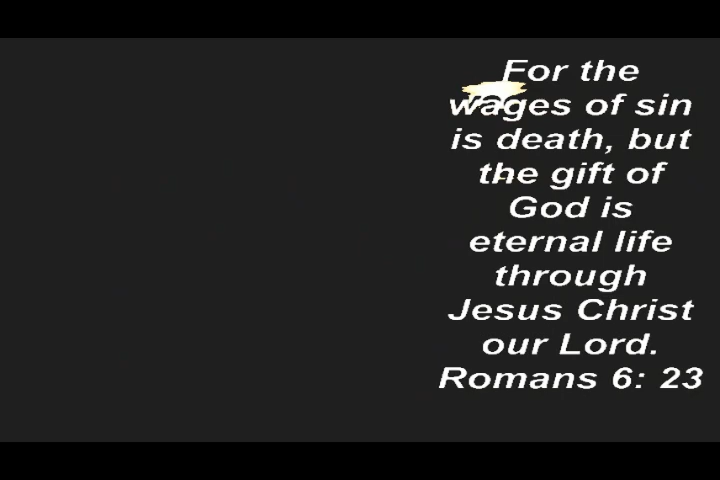 For the
wages of sin
is death, but
the gift of
God is
eternal life
through
Jesus Christ
our Lord.
Romans 6: 23